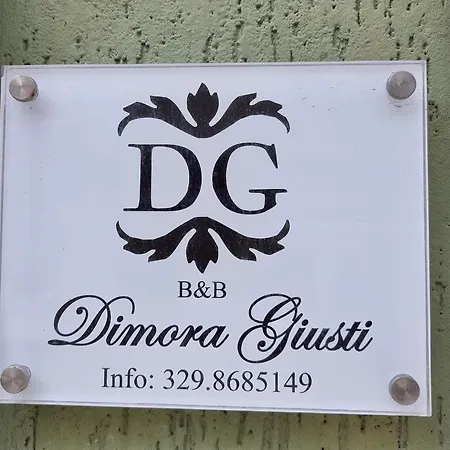 DG
B&B
Dimora Giusti
Info: 329.8685149